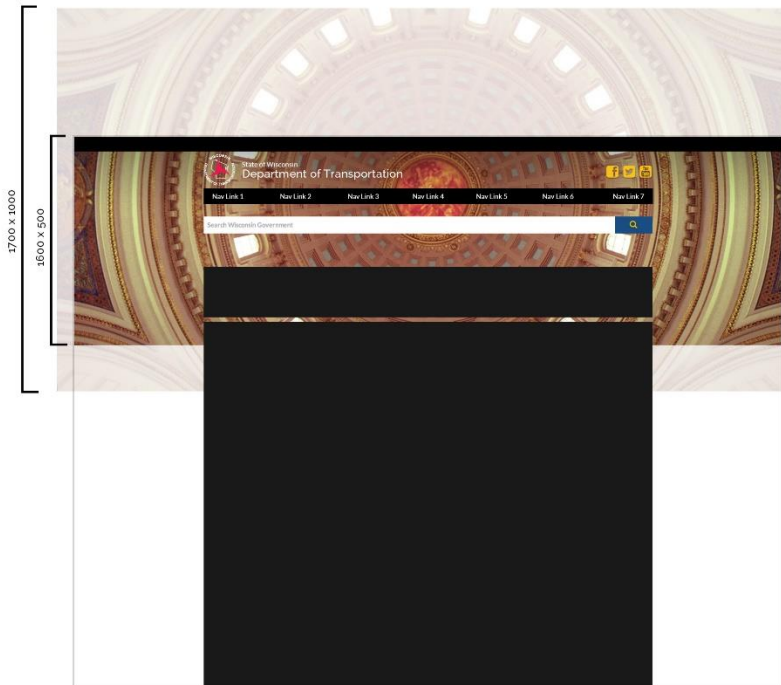 State of Wisconsin
Department of Transportation
Nav Link 1 Nav Link 2 Nav Link 3 Nav Link 4 Nav Link 5 Nav Link 6 Nav Link 7
Search Wisconsin Government
1700 x 1000
1600 x 500